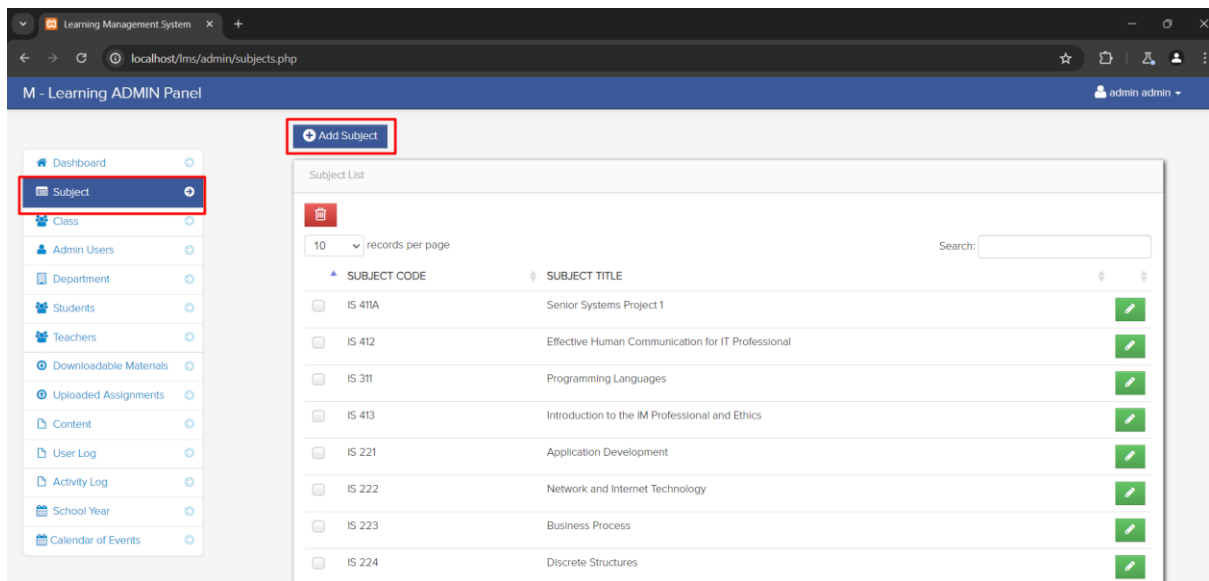 Learning Management System
localhost/lms/admin/subjects.php
M - Learning ADMIN Panel
admin admin
Add Subject
Dashboard
Subject
Class
Admin Users
Department
Students
Teachers
Downloadable Materials
Uploaded Assignments
Content
User Log
Activity Log
School Year
Calendar of Events
Subject List
10 records per page Search:
SUBJECT CODE SUBJECT TITLE
IS 411A Senior Systems Project 1
IS 412 Effective Human Communication for IT Professional
IS 311 Programming Languages
IS 413 Introduction to the IM Professional and Ethics
IS 221 Application Development
IS 222 Network and Internet Technology
IS 223 Business Process
IS 224 Discrete Structures